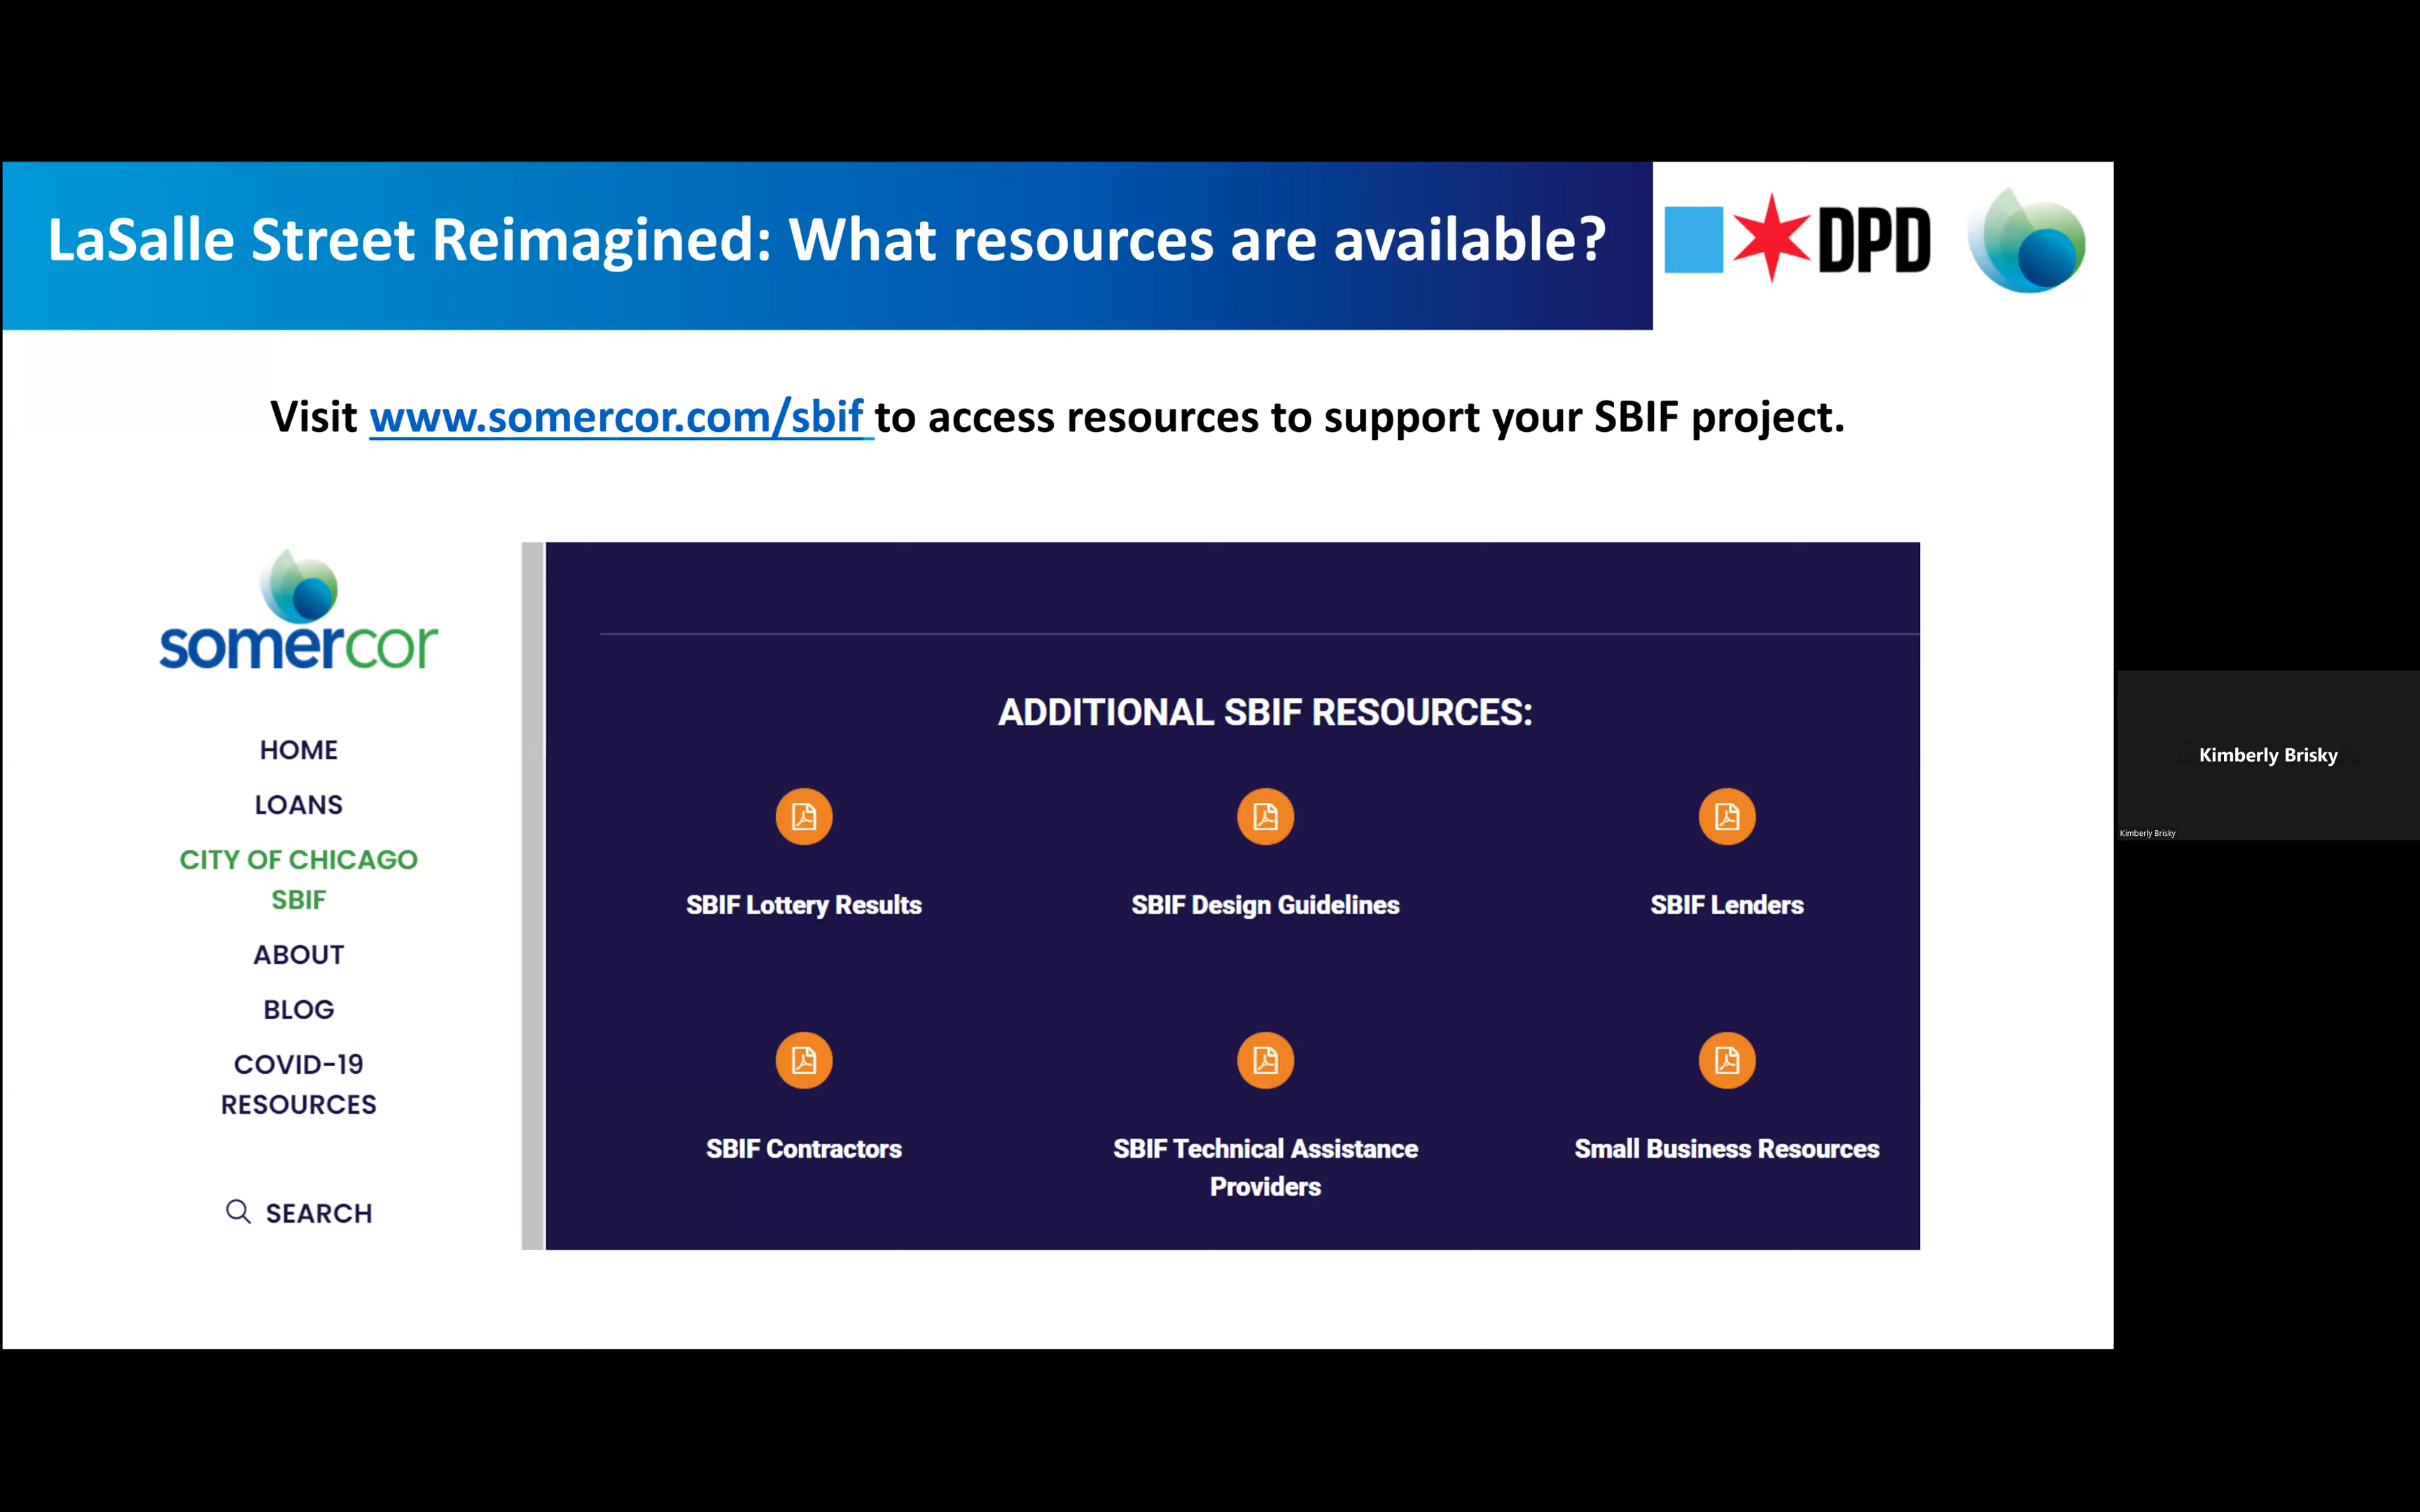 LaSalle Street Reimagined: What resources are available?
DPD
Visit www.somercor.com/sbif to access resources to support your SBIF project.
somercor
HOME
LOANS
CITY OF CHICAGO
SBIF
ABOUT
BLOG
COVID-19
RESOURCES
SEARCH
ADDITIONAL SBIF RESOURCES:
SBIF Lottery Results
SBIF Design Guidelines
SBIF Lenders
SBIF Contractors
SBIF Technical Assistance
Providers
Small Business Resources
Kimberly Brisky
Kimberly Brisky